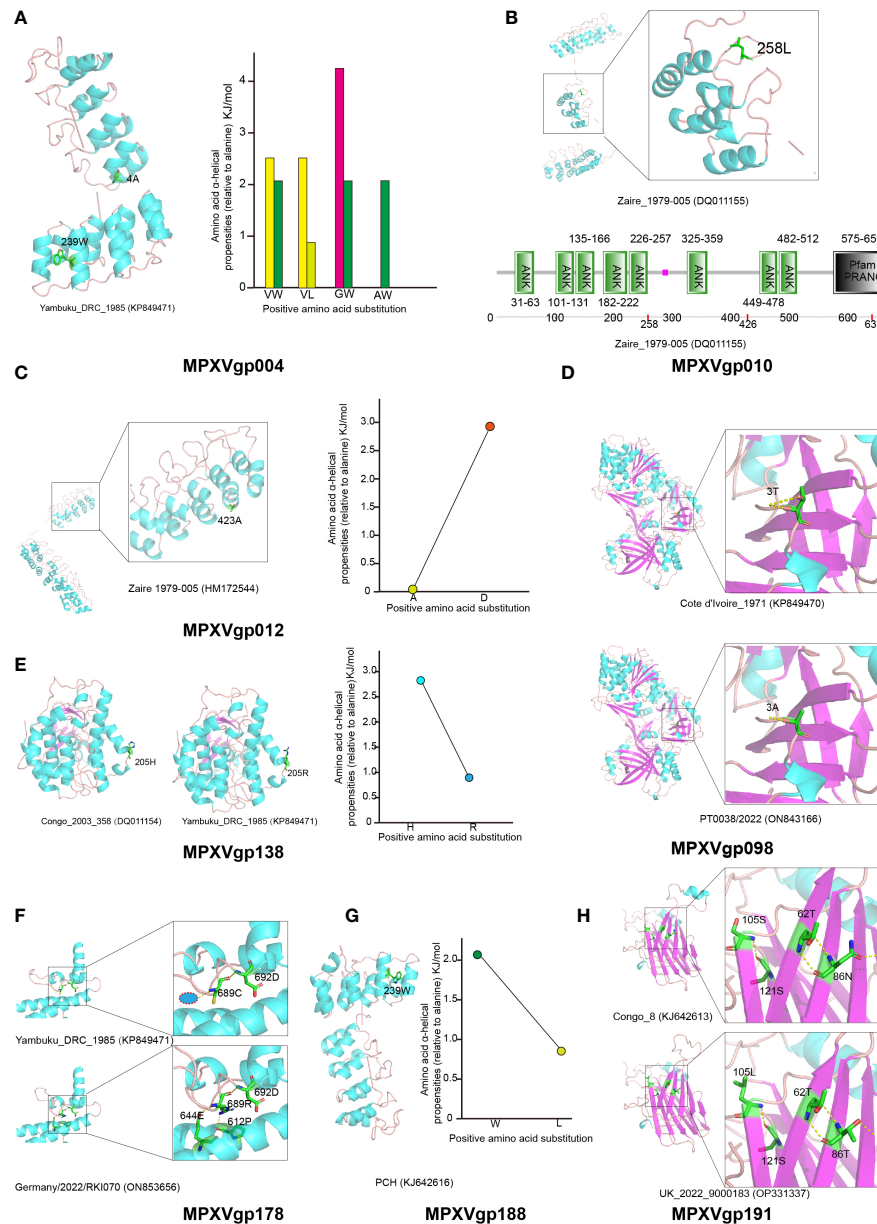 A
4A
239W
Yambuku_DRC_1985 (KP849471)
Amino acid α-helical
propensities (relative to alanine) KJ/mol
4
3
2
1
0
VW
VL
GW
AW
Positive amino acid substitution
MPXVgp004
B
258L
Zaire_1979-005 (DQ011155)
135-166
226-257
325-359
482-512
575-65
ANK
ANK
ANK
ANK
ANK
ANK
ANK
ANK
Pfam
31-63
101-131
182-222
449-478
0
100
200
258
300
400
426
500
600
63
Zaire_1979-005 (DQ011155)
MPXVgp010
C
423A
Zaire 1979-005 (HM172544)
Amino acid α-helical
propensities (relative to alanine) KJ/mol
3.0
2.5
2.0
1.5
1.0
0.5
0
A
D
Positive amino acid substitution
MPXVgp012
D
3T
Cote d'Ivoire_1971 (KP849470)
3A
PT0038/2022 (ON843166)
MPXVgp098
E
205H
205R
Congo_2003_358 (DQ011154)
Yambuku_DRC_1985 (KP849471)
Amino acid α-helical
propensities (relative to alanine)KJ/mol
3.0
2.5
2.0
1.5
1.0
0.5
0
H
R
Positive amino acid substitution
MPXVgp138
F
692D
689C
Yambuku_DRC_1985 (KP849471)
692D
689R
644E
612P
Germany/2022/RKI070 (ON853656)
MPXVgp178
G
239W
PCH (KJ642616)
Amino acid α-helical
propensities (relative to alanine) KJ/mol
2.0
1.5
1.0
0.5
0
W
L
Positive amino acid substitution
MPXVgp188
H
105S
62T
121S
86N
Congo_8 (KJ642613)
105L
62T
121S
86T
UK_2022_9000183 (OP331337)
MPXVgp191